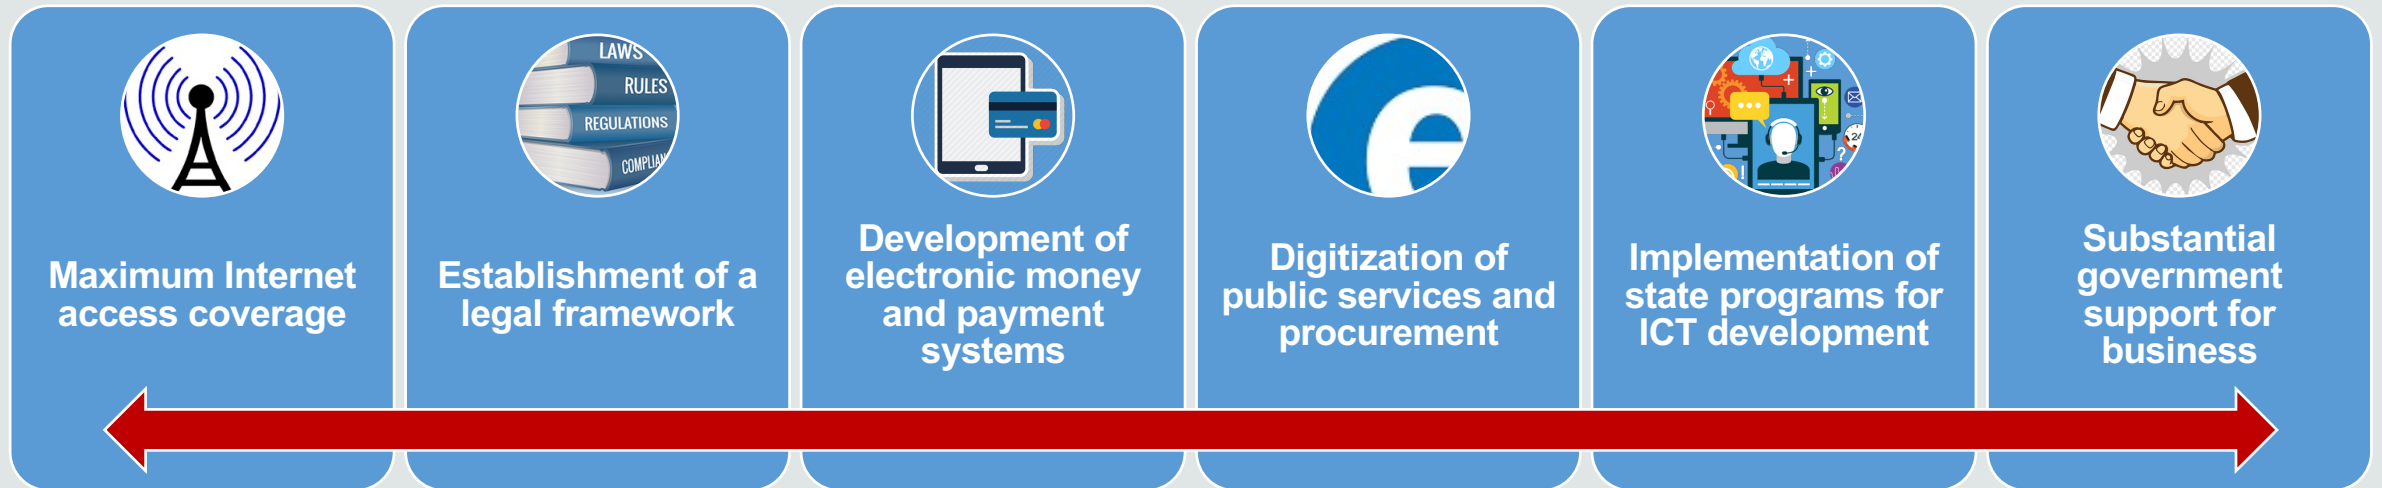 LAWS
RULES
REGULATIONS
Maximum Internet
access coverage
Establishment of a
legal framework
Development of
electronic money
and payment
systems
Digitization of
public services and
procurement
Implementation of
state programs for
ICT development
Substantial
government
support for
business